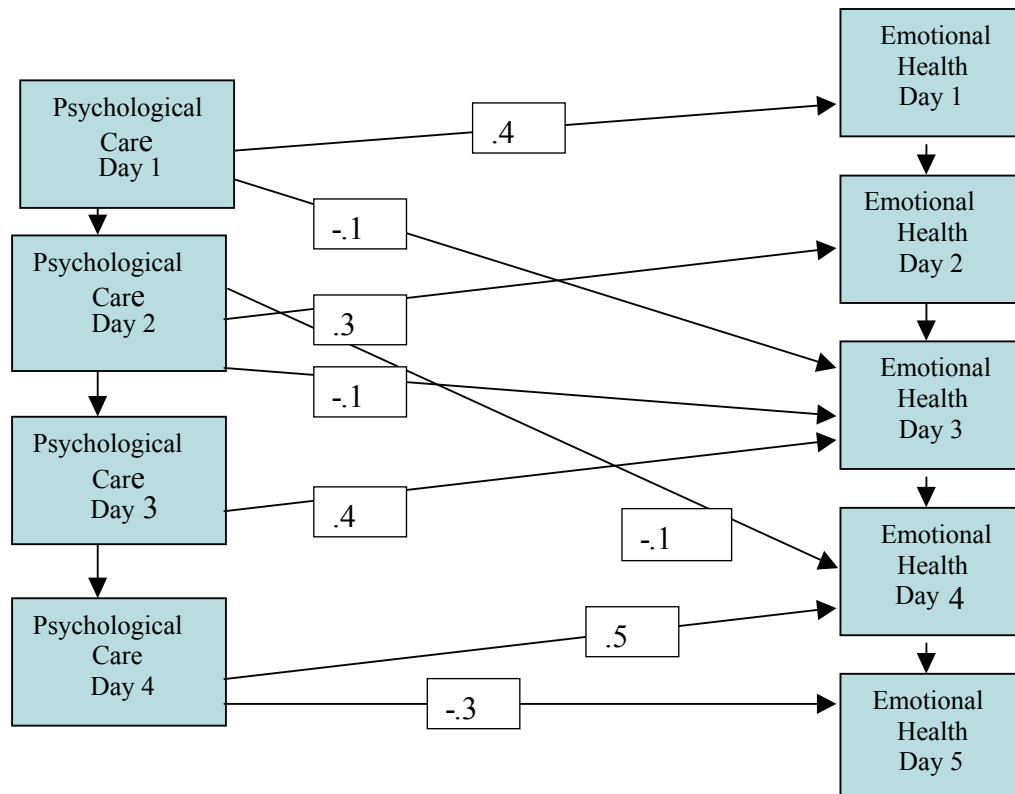 Psychological
Care
Day 1
Psychological
Care
Day 2
Psychological
Care
Day 3
Psychological
Care
Day 4
.4
-.1
.3
-.1
.4
-.1
.5
-.3
Emotional
Health
Day 1
Emotional
Health
Day 2
Emotional
Health
Day 3
Emotional
Health
Day 4
Emotional
Health
Day 5